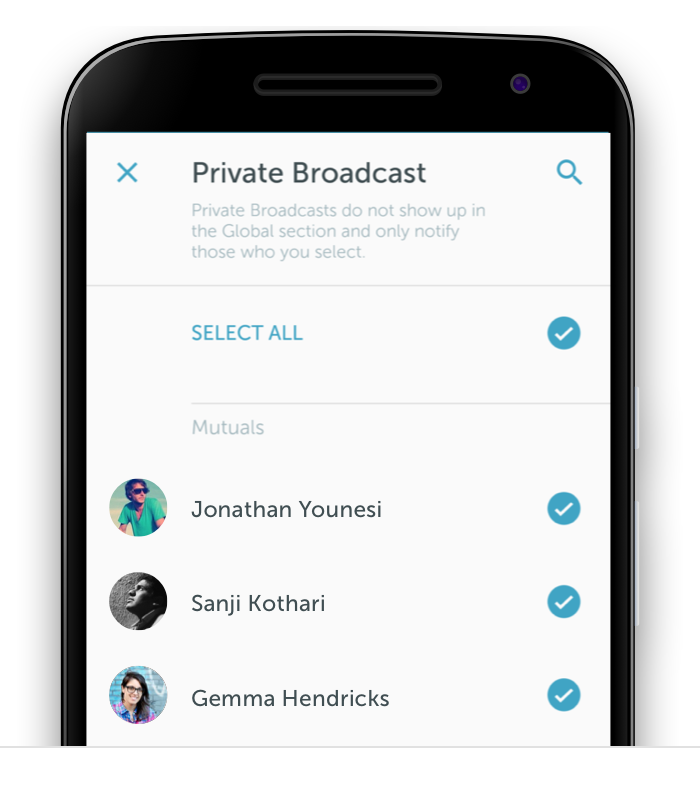 Private Broadcast
Private Broadcasts do not show up in
the Global section and only notify
those who you select.
SELECT ALL
Mutuals
Jonathan Younesi
Sanji Kothari
Gemma Hendricks